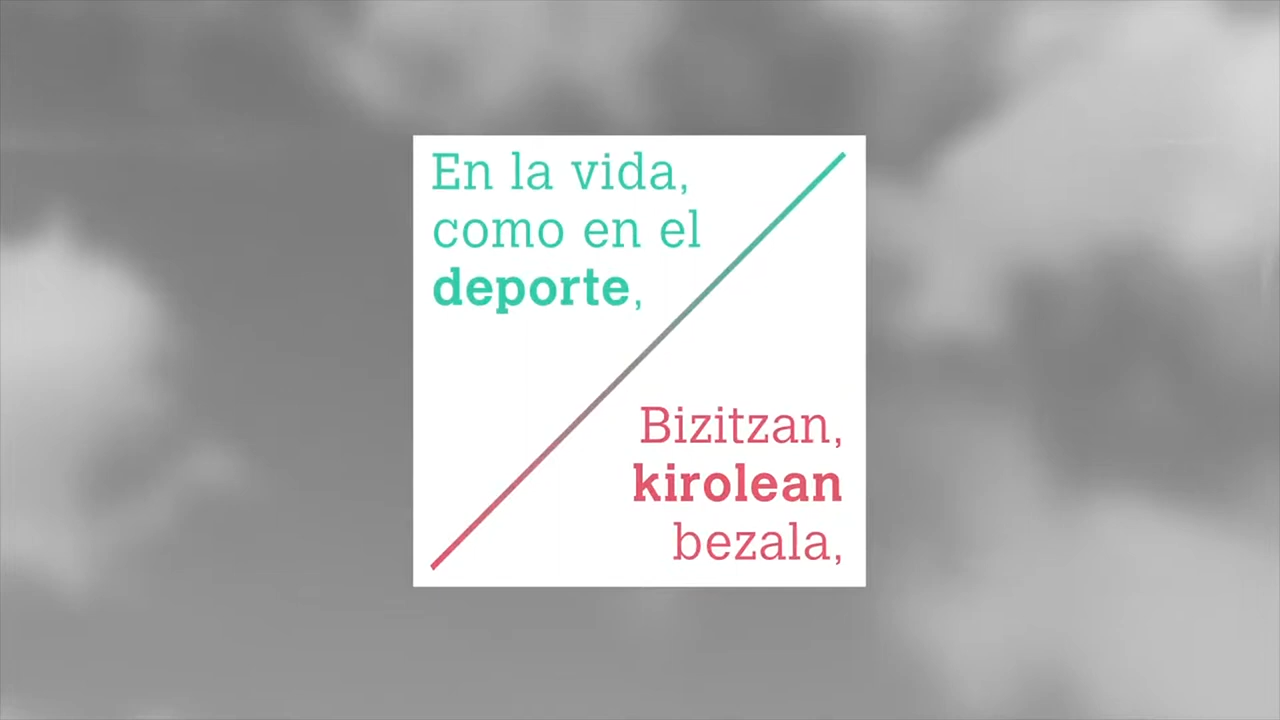 En la vida,
como en el
deporte,
Bizitzan,
kirolean
bezala,